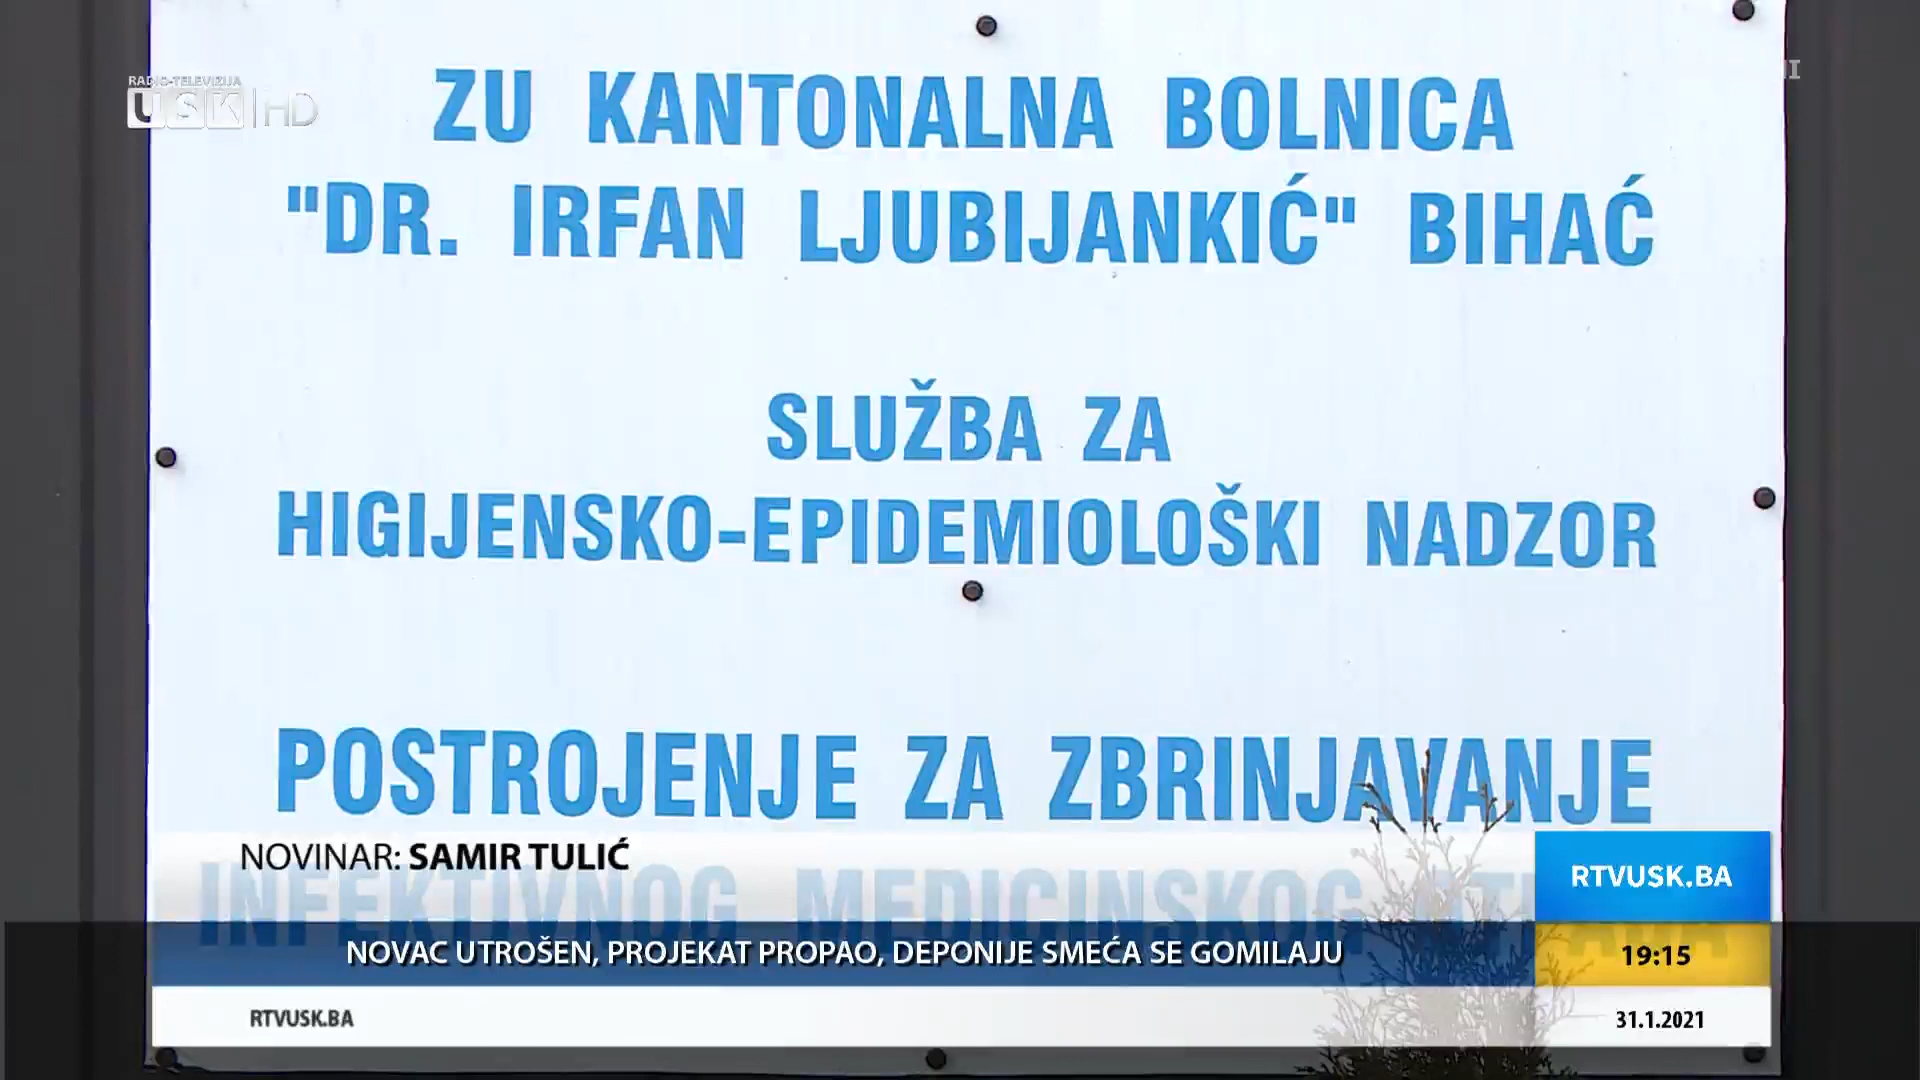 RADIO-TELEVIZIJA
USK HD
ZU KANTONALNA BOLNICA
"DR. IRFAN LJUBIJANKIĆ" BIHAĆ
SLUŽBA ZA
HIGIJENSKO-EPIDEMIOLOŠKI NADZOR
POSTROJENJE ZA ZBRINJAVANJE
INFEKTIVNOG MEDICINSKOG
NOVINAR: SAMIR TULIĆ
RTVUSK.BA
NOVAC UTROŠEN, PROJEKAT PROPAO, DEPONIJE SMEĆA SE GOMILAJU
19:15
RTVUSK.BA
31.1.2021